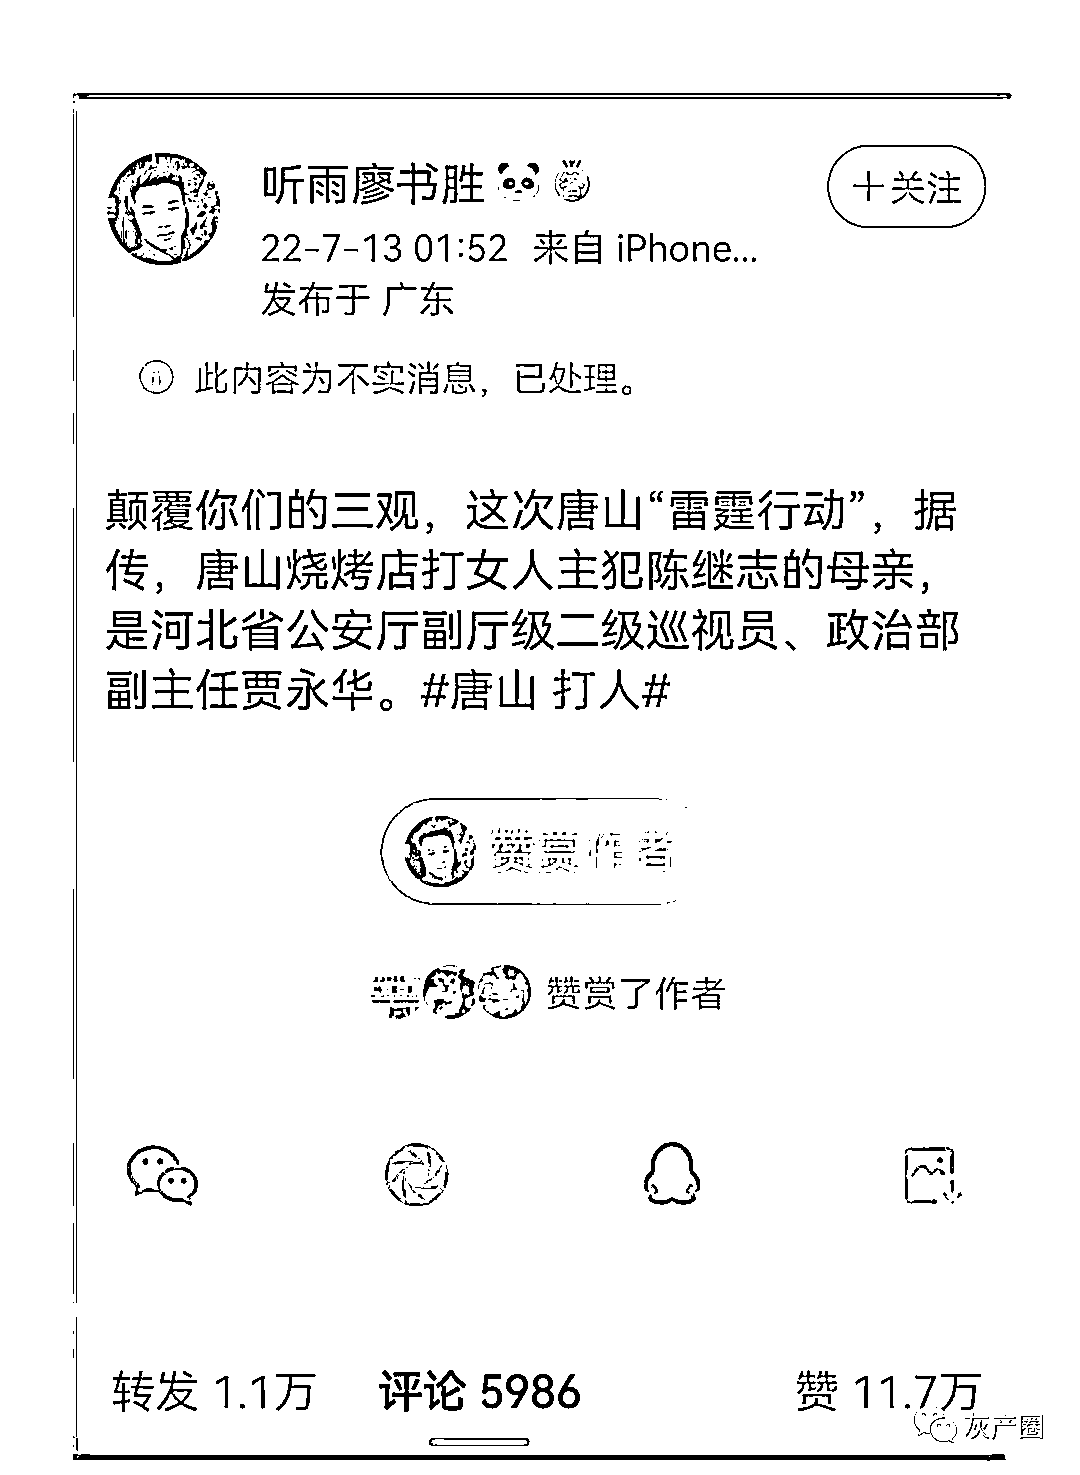 听雨廖书胜
+关注
22-7-13 01:52 来自 iPhone...
发布于 广东
此内容为不实消息，已处理。
颠覆你们的三观，这次唐山“雷霆行动”，据
传，唐山烧烤店打女人主犯陈继志的母亲，
是河北省公安厅副厅级二级巡视员、政治部
副主任贾永华。#唐山 打人#
赞赏作者
赞赏了作者
转发 1.1万 评论 5986 赞 11.7万
灰产圈